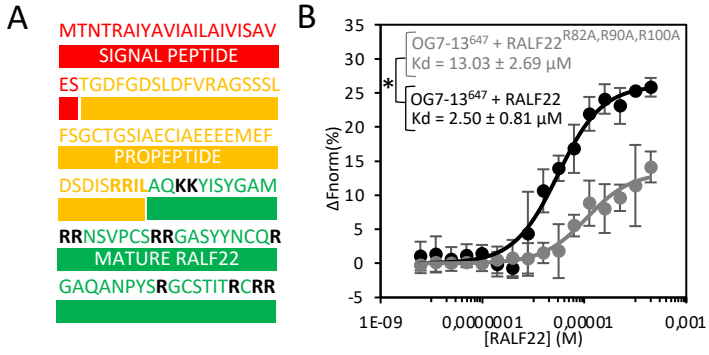 A
MTNTRAIYAVIAILAIVISAV
SIGNAL PEPTIDE
ESTGDFGDSLDFVRAGSSSL
FSGCTGSIAECIAEEEEMEF
PROPEPTIDE
DSDISRRILAQKKYISYGAM
RRNSVPCSRRGASYYNCQR
MATURE RALF22
GAQANPYSRGCSTITRCRR
B
OG7-13647 + RALF22R82A,R90A,R100A
Kd = 13.03 ± 2.69 µM
*
OG7-13647 + RALF22
Kd = 2.50 ± 0.81 µM
ΔFnorm(%)
35
30
25
20
15
10
5
0
-5
1E-09
0,0000001
0,00001
0,001
[RALF22] (M)